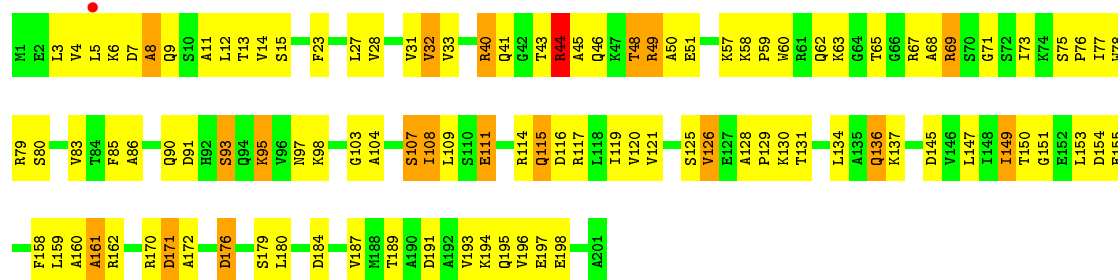 M1 E2 L3 V4 L5 K6 D7 A8 Q9 S10 A11 L12 T13 V14 S15 F23 L27 V28 V31 V32 V33 R40 Q41 G42 T43 R44 A45 Q46 K47 T48 R49 A50 E51 K57 K58 P59 W60 R61 Q62 K63 G64 T65 G66 R67 A68 R69 S70 G71 S72 I73 K74 S75 P76 I77 W78
R79 S80 V83 T84 F85 A86 Q90 D91 H92 S93 Q94 K95 V96 N97 K98 G103 A104 S107 I108 L109 S110 E111 R114 Q115 D116 R117 L118 I119 V120 V121 S125 V126 E127 A128 P129 K130 T131 L134 A135 Q136 K137 D145 V146 L147 I148 I149 T150 G151 E152 L153 D154 E155
F158 L159 A160 A161 R162 R170 D171 A172 D176 S179 L180 D184 V187 M188 T189 A190 D191 A192 V193 K194 Q195 V196 E197 E198 A201